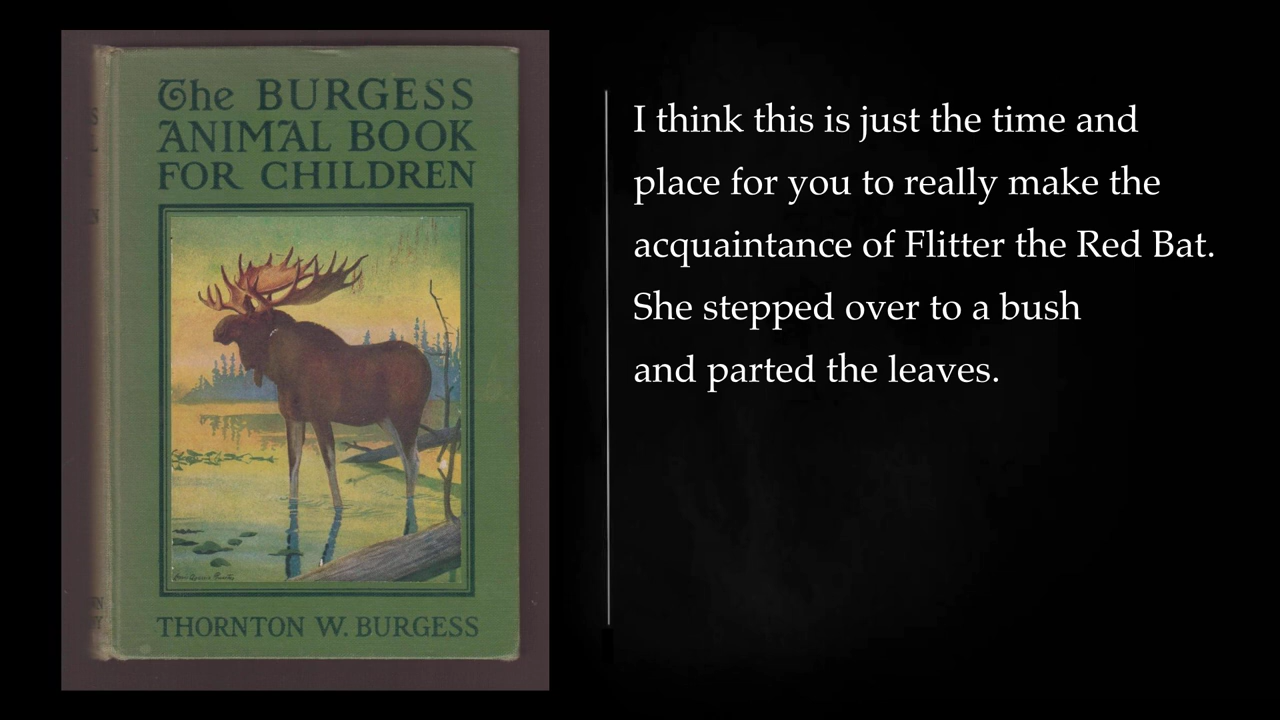 The BURGESS
ANIMAL BOOK
FOR CHILDREN
THORNTON W. BURGESS
I think this is just the time and
place for you to really make the
acquaintance of Flitter the Red Bat.
She stepped over to a bush
and parted the leaves.